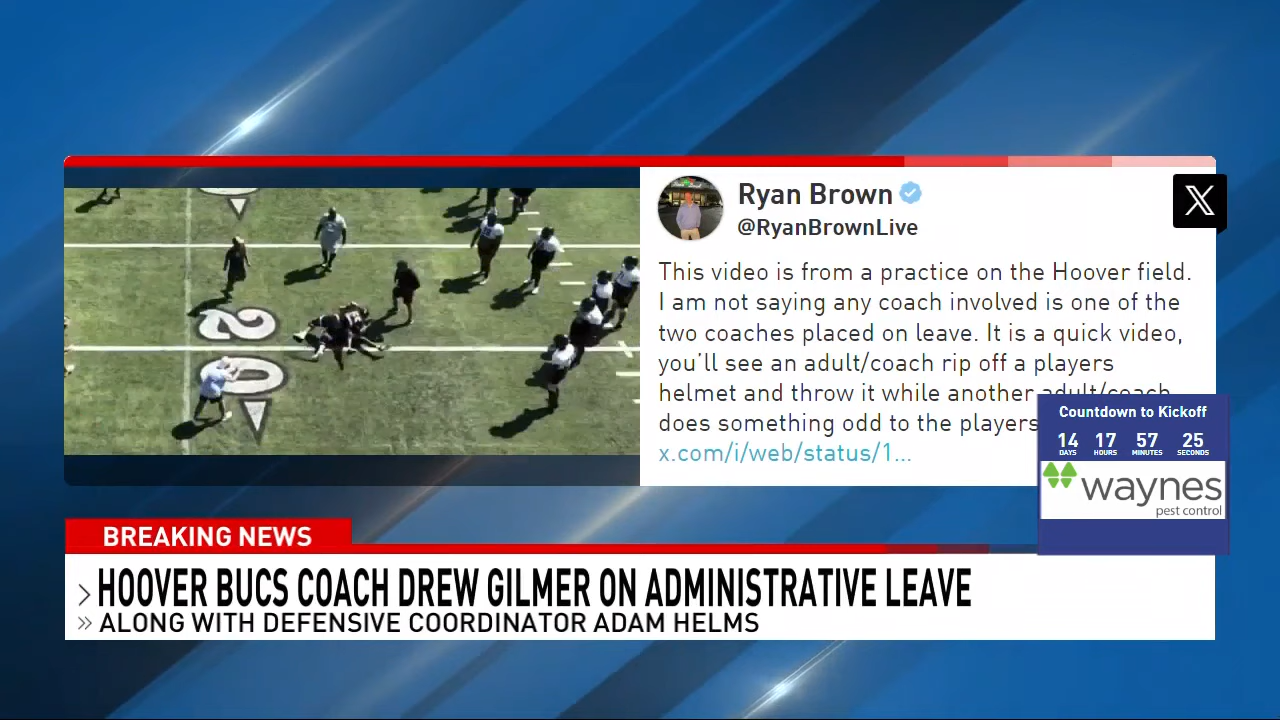 Ryan Brown
@RyanBrownLive
This video is from a practice on the Hoover field.
I am not saying any coach involved is one of the
two coaches placed on leave. It is a quick video,
you'll see an adult/coach rip off a players
helmet and throw it while another adult/coach
does something odd to the players
x.com/i/web/status/1...
20
Countdown to Kickoff
14 17 57 25
DAYS HOURS MINUTES SECONDS
waynes
pest control
BREAKING NEWS
HOOVER BUCS COACH DREW GILMER ON ADMINISTRATIVE LEAVE
ALONG WITH DEFENSIVE COORDINATOR ADAM HELMS